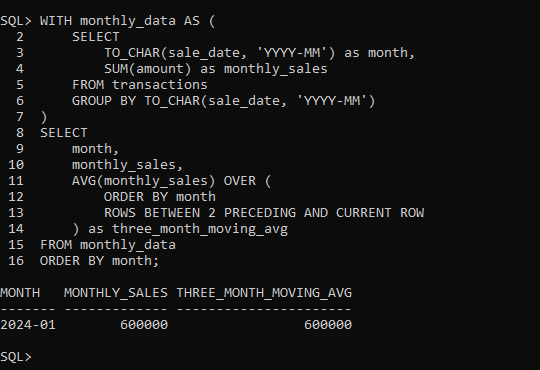 SQL> WITH monthly_data AS (
  2      SELECT
  3          TO_CHAR(sale_date, 'YYYY-MM') as month,
  4          SUM(amount) as monthly_sales
  5      FROM transactions
  6      GROUP BY TO_CHAR(sale_date, 'YYYY-MM')
  7  )
  8  SELECT
  9      month,
 10      monthly_sales,
 11      AVG(monthly_sales) OVER (
 12          ORDER BY month
 13          ROWS BETWEEN 2 PRECEDING AND CURRENT ROW
 14      ) as three_month_moving_avg
 15  FROM monthly_data
 16  ORDER BY month;
MONTH   MONTHLY_SALES THREE_MONTH_MOVING_AVG
------- ------------- ----------------------
2024-01        600000                 600000
SQL>